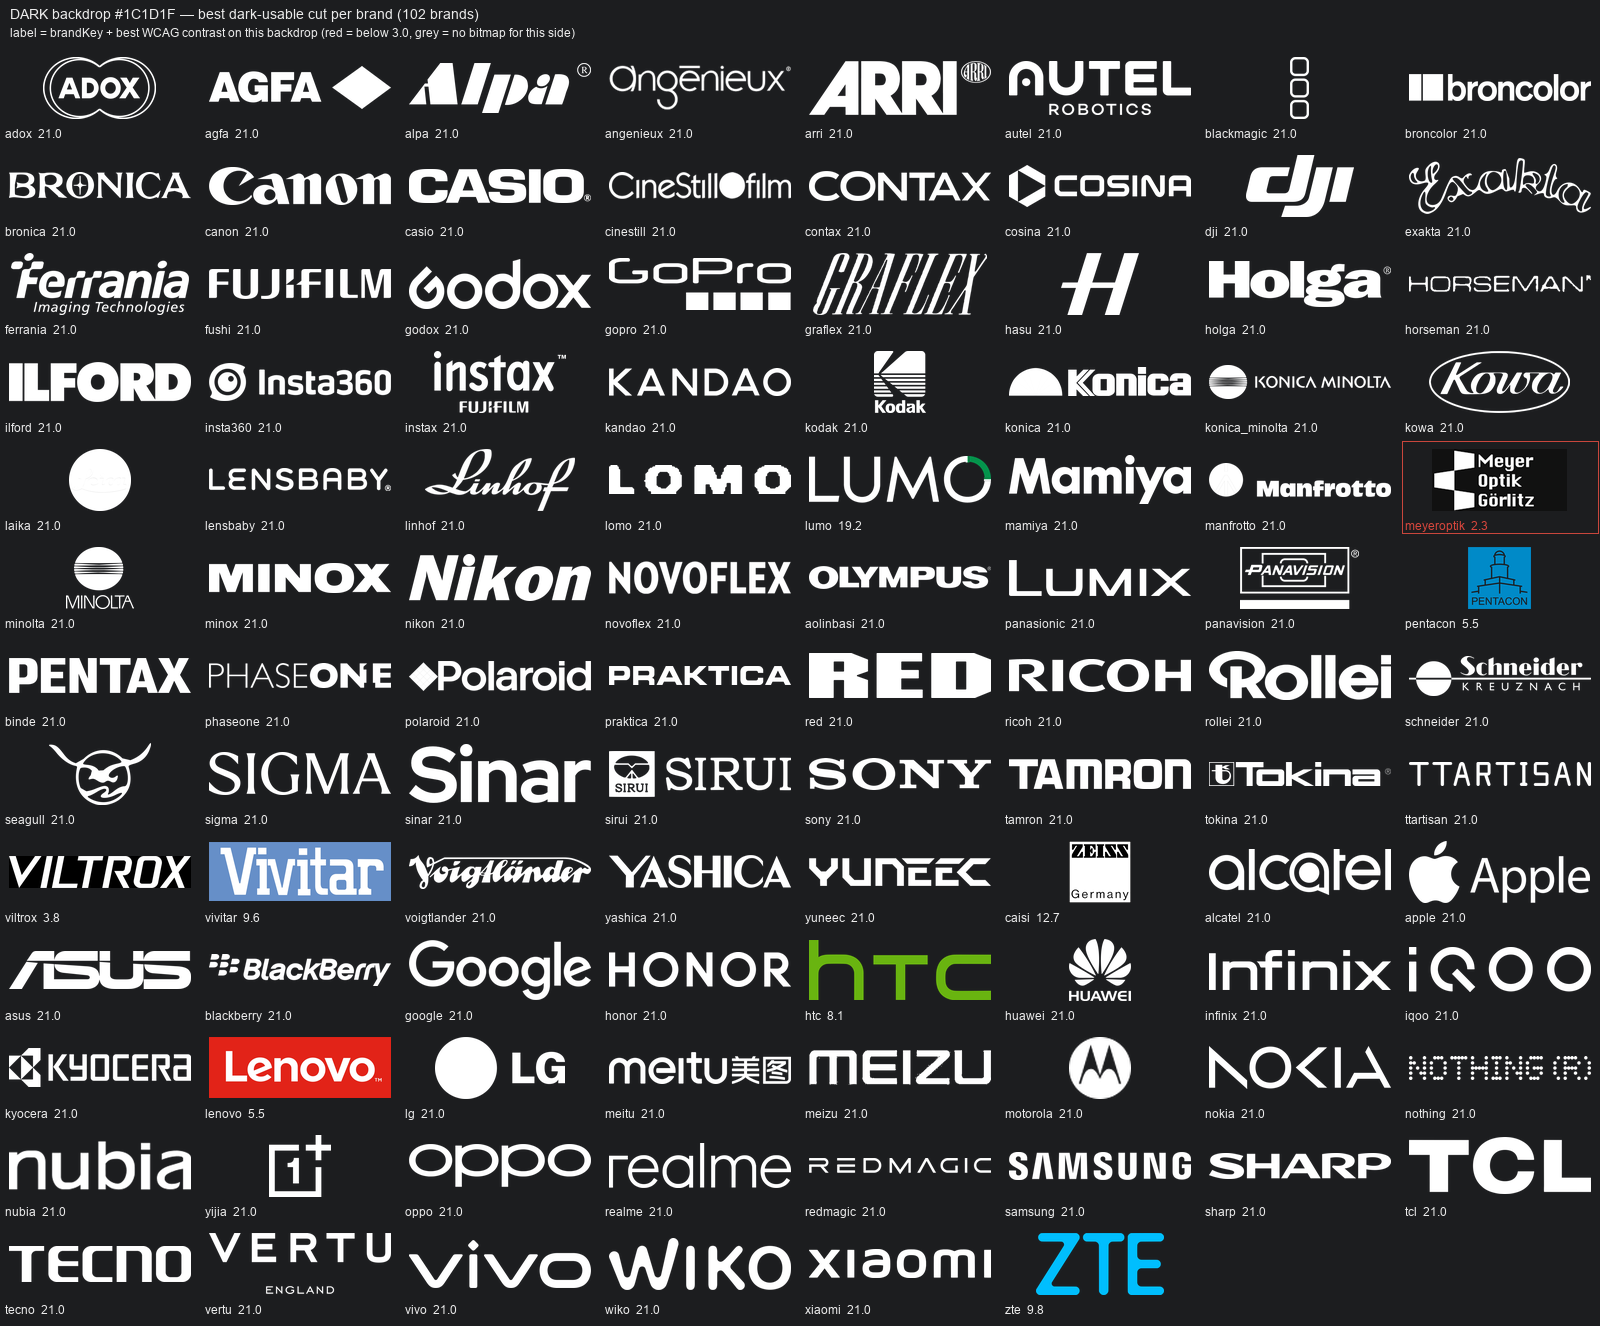 DARK backdrop #1C1D1F — best dark-usable cut per brand (102 brands)
label = brandKey + best WCAG contrast on this backdrop (red = below 3.0, grey = no bitmap for this side)
ADOX AGFA Alpa® angénieux® ARRI ARRI AUTEL ROBOTICS broncolor
adox 21.0 agfa 21.0 alpa 21.0 angenieux 21.0 arri 21.0 autel 21.0 blackmagic 21.0 broncolor 21.0
BRONICA Canon CASIO® CineStill film CONTAX COSINA dji Exakta
bronica 21.0 canon 21.0 casio 21.0 cinestill 21.0 contax 21.0 cosina 21.0 dji 21.0 exakta 21.0
Ferrania Imaging Technologies FUJIFILM Godox GoPro GRAFLEX H Holga® HORSEMAN
ferrania 21.0 fushi 21.0 godox 21.0 gopro 21.0 graflex 21.0 hasu 21.0 holga 21.0 horseman 21.0
ILFORD Insta360 instax™ FUJIFILM KANDAO Kodak Konica KONICA MINOLTA Kowa
ilford 21.0 insta360 21.0 instax 21.0 kandao 21.0 kodak 21.0 konica 21.0 konica_minolta 21.0 kowa 21.0
LENSBABY® Linhof LOMO LUMO Mamiya Manfrotto Meyer Optik Görlitz
laika 21.0 lensbaby 21.0 linhof 21.0 lomo 21.0 lumo 19.2 mamiya 21.0 manfrotto 21.0 meyeroptik 2.3
MINOLTA MINOX Nikon NOVOFLEX OLYMPUS® LUMIX PANAVISION® PENTACON
minolta 21.0 minox 21.0 nikon 21.0 novoflex 21.0 aolinbasi 21.0 panasionic 21.0 panavision 21.0 pentacon 5.5
PENTAX PHASEONE Polaroid PRAKTICA RED RICOH Rollei Schneider KREUZNACH
binde 21.0 phaseone 21.0 polaroid 21.0 praktica 21.0 red 21.0 ricoh 21.0 rollei 21.0 schneider 21.0
SIGMA Sinar SIRUI SIRUI SONY TAMRON Tokina® TTARTISAN
seagull 21.0 sigma 21.0 sinar 21.0 sirui 21.0 sony 21.0 tamron 21.0 tokina 21.0 ttartisan 21.0
VILTROX Vivitar Voigtländer YASHICA YUNEEC ZEISS Germany alcatel Apple
viltrox 3.8 vivitar 9.6 voigtlander 21.0 yashica 21.0 yuneec 21.0 caisi 12.7 alcatel 21.0 apple 21.0
ASUS BlackBerry Google HONOR hTC HUAWEI Infinix iQOO
asus 21.0 blackberry 21.0 google 21.0 honor 21.0 htc 8.1 huawei 21.0 infinix 21.0 iqoo 21.0
KYOCERA Lenovo™ LG meitu美图 MEIZU NOKIA NOTHING (R)
kyocera 21.0 lenovo 5.5 lg 21.0 meitu 21.0 meizu 21.0 motorola 21.0 nokia 21.0 nothing 21.0
nubia 1+ oppo realme REDMAGIC SAMSUNG SHARP TCL
nubia 21.0 yijia 21.0 oppo 21.0 realme 21.0 redmagic 21.0 samsung 21.0 sharp 21.0 tcl 21.0
TECNO VERTU ENGLAND vivo WIKO xiaomi ZTE
tecno 21.0 vertu 21.0 vivo 21.0 wiko 21.0 xiaomi 21.0 zte 9.8